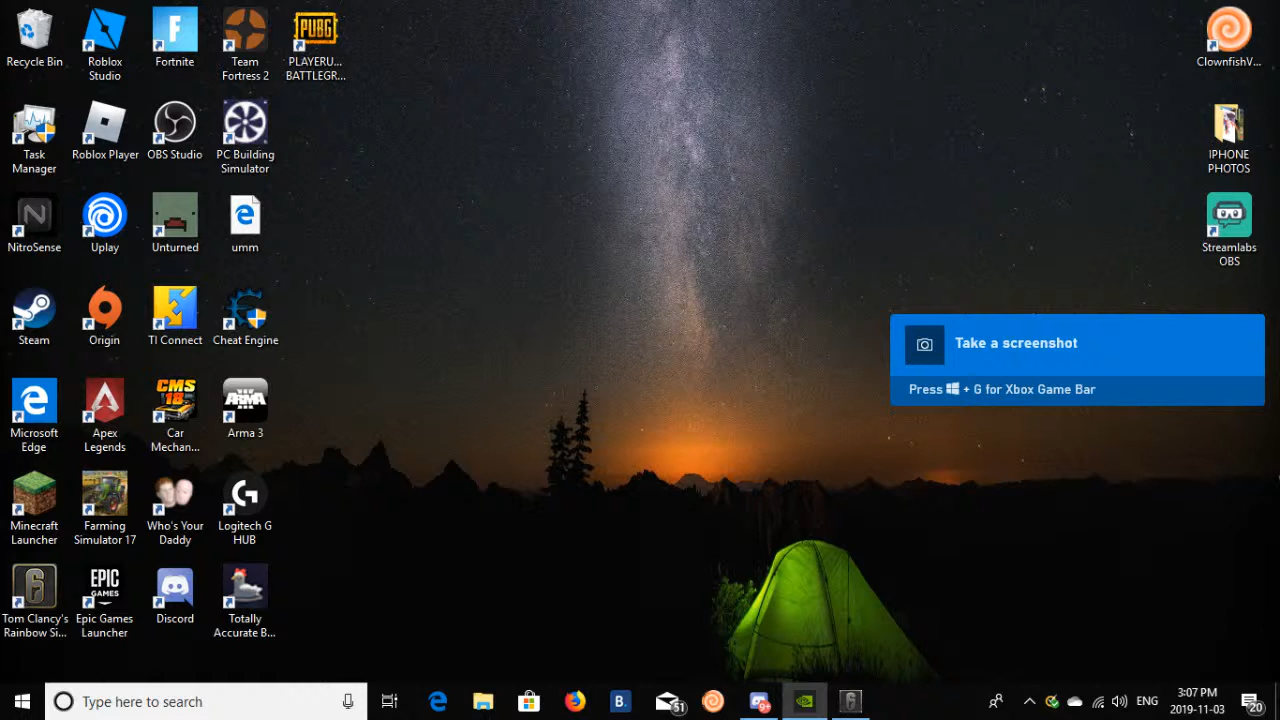 Recycle Bin
Roblox
Studio
Fortnite
Team
Fortress 2
PUBG
PLAYERU...
BATTLEGR...
ClownfishV...
Task
Manager
Roblox Player
OBS Studio
PC Building
Simulator
IPHONE
PHOTOS
NitroSense
Uplay
Unturned
umm
Streamlabs
OBS
Steam
Origin
TI Connect
Cheat Engine
Take a screenshot
Press + G for Xbox Game Bar
CMS
18
ARMA
Microsoft
Edge
Apex
Legends
Car
Mechan...
Arma 3
Minecraft
Launcher
Farming
Simulator 17
Who's Your
Daddy
Logitech G
HUB
6
EPIC
GAMES
Tom Clancy's
Rainbow Si...
Epic Games
Launcher
Discord
Totally
Accurate B...
Type here to search
B.
51
9+
ENG
3:07 PM
2019-11-03
20